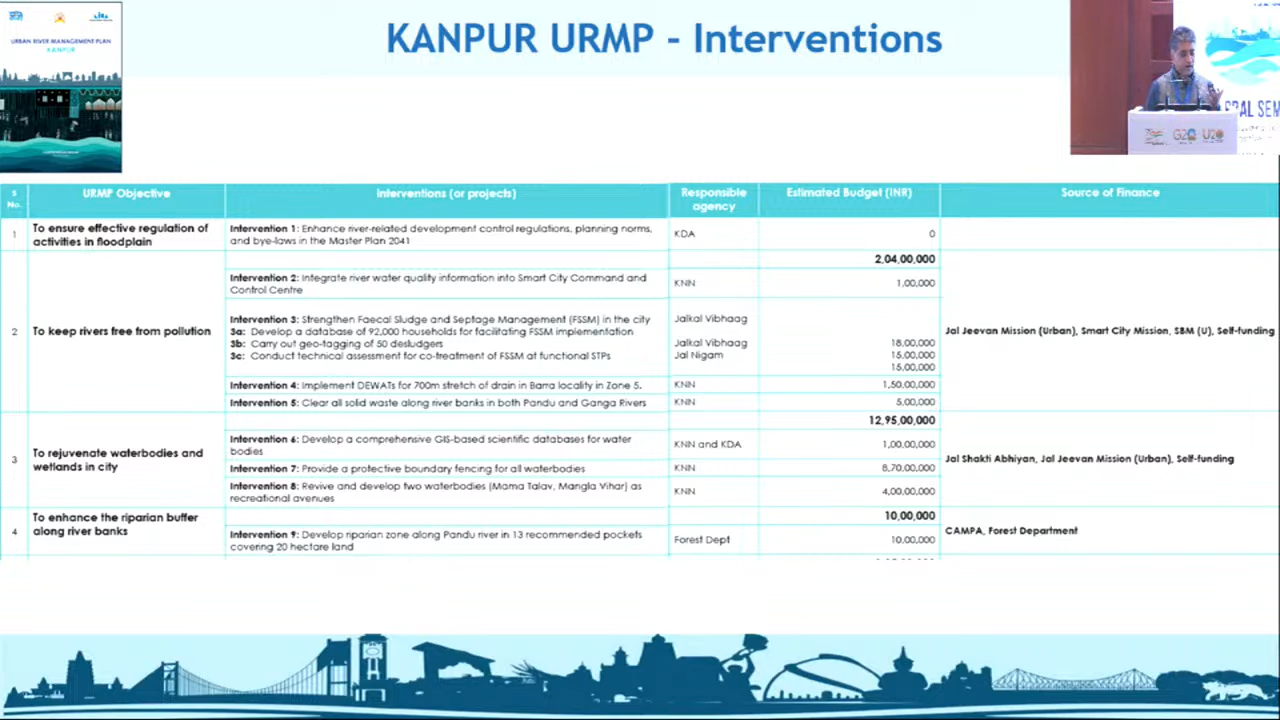 URBAN RIVER MANAGEMENT PLAN
KANPUR
KANPUR URMP - Interventions
G20 U20
S No.
URMP Objective
Interventions (or projects)
Responsible agency
Estimated Budget (INR)
Source of Finance
1
To ensure effective regulation of
activities in floodplain
Intervention 1: Enhance river-related development control regulations, planning norms,
and bye-laws in the Master Plan 2041
KDA
0
2
To keep rivers free from pollution
2,04,00,000
Intervention 2: Integrate river water quality information into Smart City Command and
Control Centre
KNN
1,00,000
Intervention 3: Strengthen Faecal Sludge and Septage Management (FSSM) in the city
3a: Develop a database of 92,000 households for facilitating FSSM implementation
3b: Carry out geo-tagging of 50 desludgers
3c: Conduct technical assessment for co-treatment of FSSM at functional STPs
Jalkal Vibhaag
Jalkal Vibhaag
Jal Nigam
18,00,000
15,00,000
15,00,000
Intervention 4: Implement DEWATs for 700m stretch of drain in Barra locality in Zone 5.
KNN
1,50,00,000
Intervention 5: Clear all solid waste along river banks in both Pandu and Ganga Rivers
KNN
5,00,000
Jal Jeevan Mission (Urban), Smart City Mission, SBM (U), Self-funding
3
To rejuvenate waterbodies and
wetlands in city
12,95,00,000
Intervention 6: Develop a comprehensive GIS-based scientific databases for water
bodies
KNN and KDA
1,00,00,000
Intervention 7: Provide a protective boundary fencing for all waterbodies
KNN
8,70,00,000
Intervention 8: Revive and develop two waterbodies (Mama Talav, Mangla Vihar) as
recreational avenues
KNN
4,00,00,000
Jal Shakti Abhiyan, Jal Jeevan Mission (Urban), Self-funding
4
To enhance the riparian buffer
along river banks
10,00,000
Intervention 9: Develop riparian zone along Pandu river in 13 recommended pockets
covering 20 hectare land
Forest Dept
10,00,000
CAMPA, Forest Department